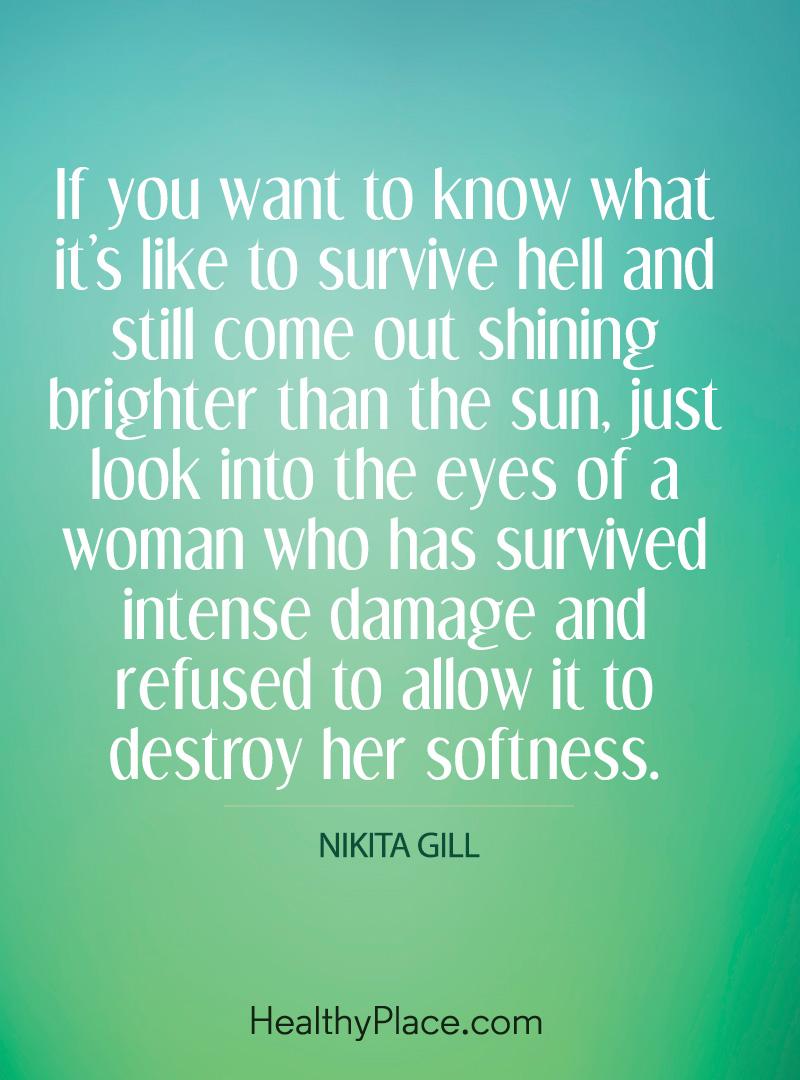 If you want to know what
it’s like to survive hell and
still come out shining
brighter than the sun, just
look into the eyes of a
woman who has survived
intense damage and
refused to allow it to
destroy her softness.
NIKITA GILL
HealthyPlace.com